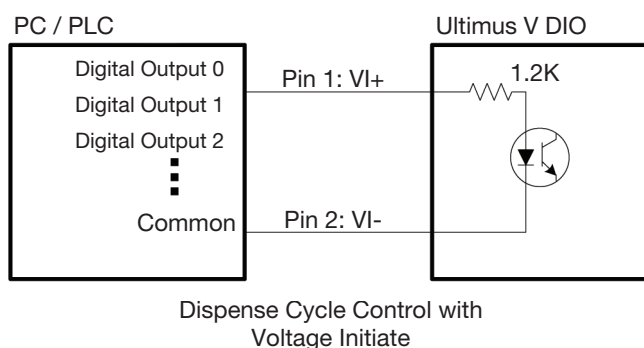 PC / PLC
Ultimus V DIO
Digital Output 0
Digital Output 1
Digital Output 2
Common
Pin 1: VI+
Pin 2: VI-
1.2K
Dispense Cycle Control with
Voltage Initiate